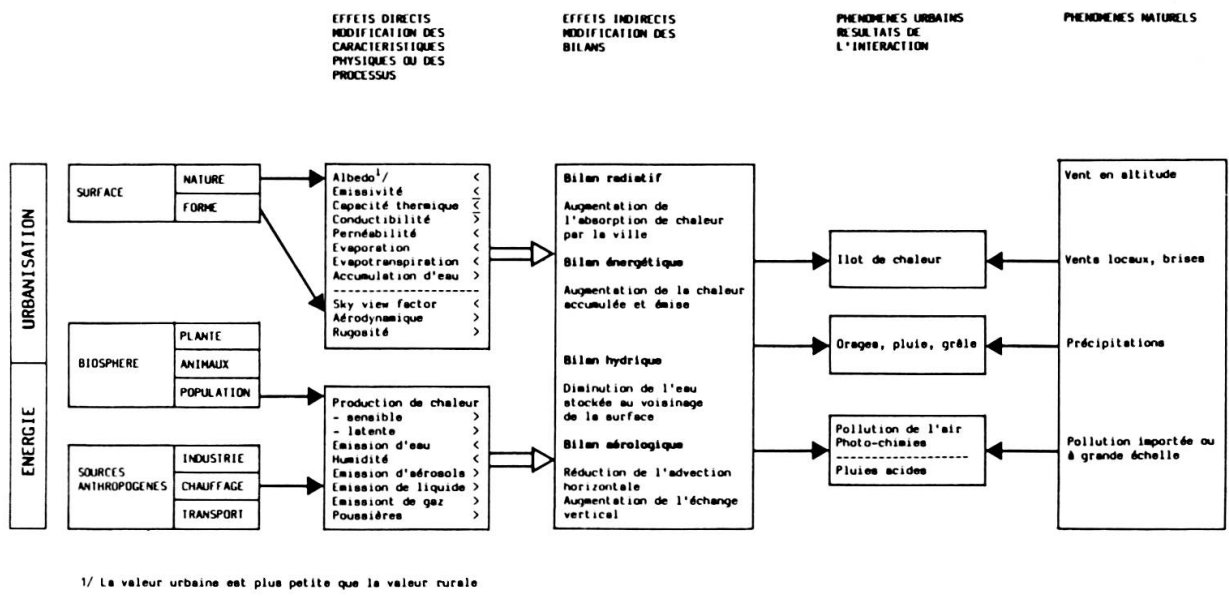 EFFETS DIRECTS
MODIFICATION DES
CARACTERISTIQUES
PHYSIQUES OU DES
PROCESSUS
EFFETS INDIRECTS
MODIFICATION DES
BILANS
PHENOMENES URBAINS
RESULTATS DE
L'INTERACTION
PHENOMENES NATURELS
URBANISATION
ENERGIE
SURFACE
NATURE
FORME
BIOSPHERE
PLANTE
ANIMAUX
POPULATION
SOURCES
ANTHROPOGENES
INDUSTRIE
CHAUFFAGE
TRANSPORT
Albedo1/ <
Emissivité <
Capacité thermique <
Conductibilité >
Pernéabilité <
Evaporation <
Evapotranspiration <
Accumulation d'eau >
Sky view factor <
Aérodynamique >
Rugosité >
Production de chaleur
- sensible >
- latente >
Emission d'eau <
Humidité <
Emission d'aérosols >
Emission de liquide >
Emissiont de gaz >
Poussières >
Bilan radiatif
Augmentation de
l'absorption de chaleur
par la ville
Bilan énergétique
Augmentation de la chaleur
accumulée et émise
Bilan hydrique
Diminution de l'eau
stockée au voisinage
de la surface
Bilan aérologique
Réduction de l'advection
horizontale
Augmentation de l'échange
vertical
Ilot de chaleur
Orages, pluie, grêle
Pollution de l'air
Photo-chimies
Pluies acides
Vent en altitude
Vents locaux, brises
Précipitations
Pollution importée ou
à grande échelle
1/ La valeur urbaine est plus petite que la valeur rurale